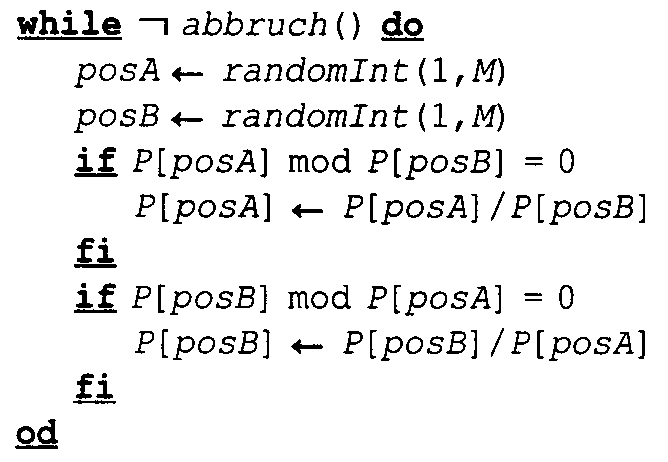 while ¬ abbruch() do
posA ← randomInt(1,M)
posB ← randomInt(1,M)
if P[posA] mod P[posB] = 0
P[posA] ← P[posA]/P[posB]
fi
if P[posB] mod P[posA] = 0
P[posB] ← P[posB]/P[posA]
fi
od